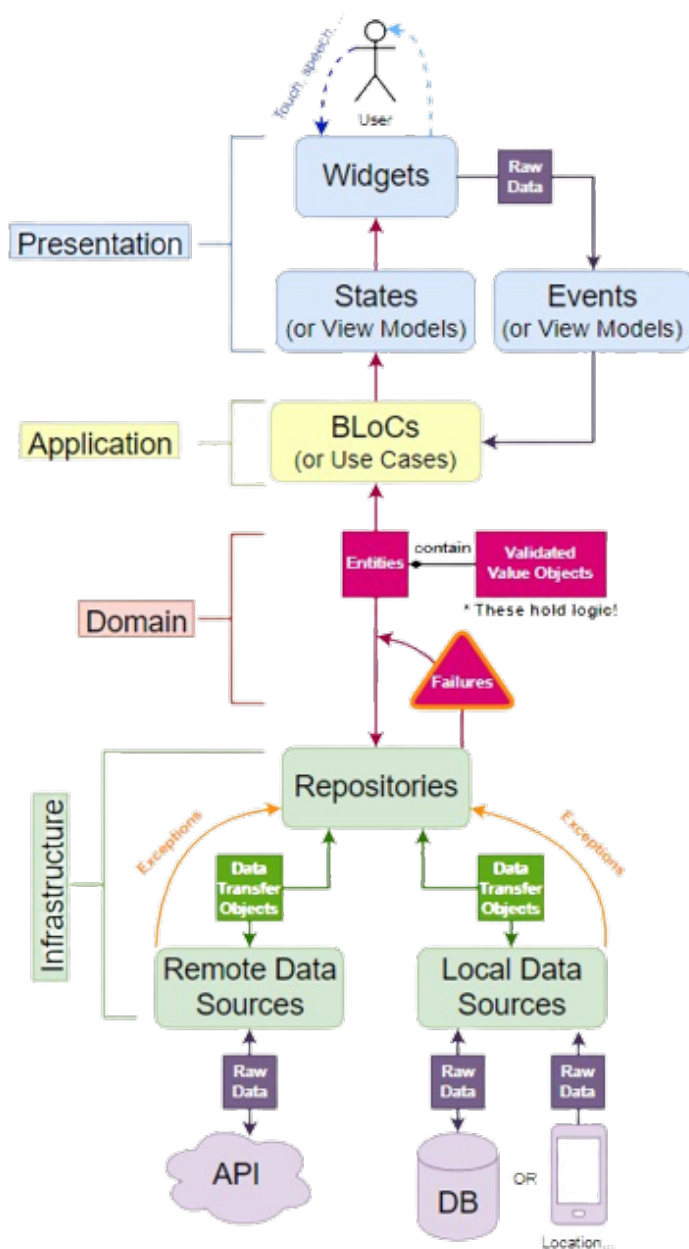 Touch, speech, ...
User
Widgets
Raw
Data
Presentation
States
(or View Models)
Events
(or View Models)
Application
BLoCs
(or Use Cases)
Entities
contain
Validated
Value Objects
* These hold logic!
Domain
Failures
Infrastructure
Repositories
Exceptions
Exceptions
Data
Transfer
Objects
Data
Transfer
Objects
Remote Data
Sources
Local Data
Sources
Raw
Data
Raw
Data
Raw
Data
API
DB
OR
Location...